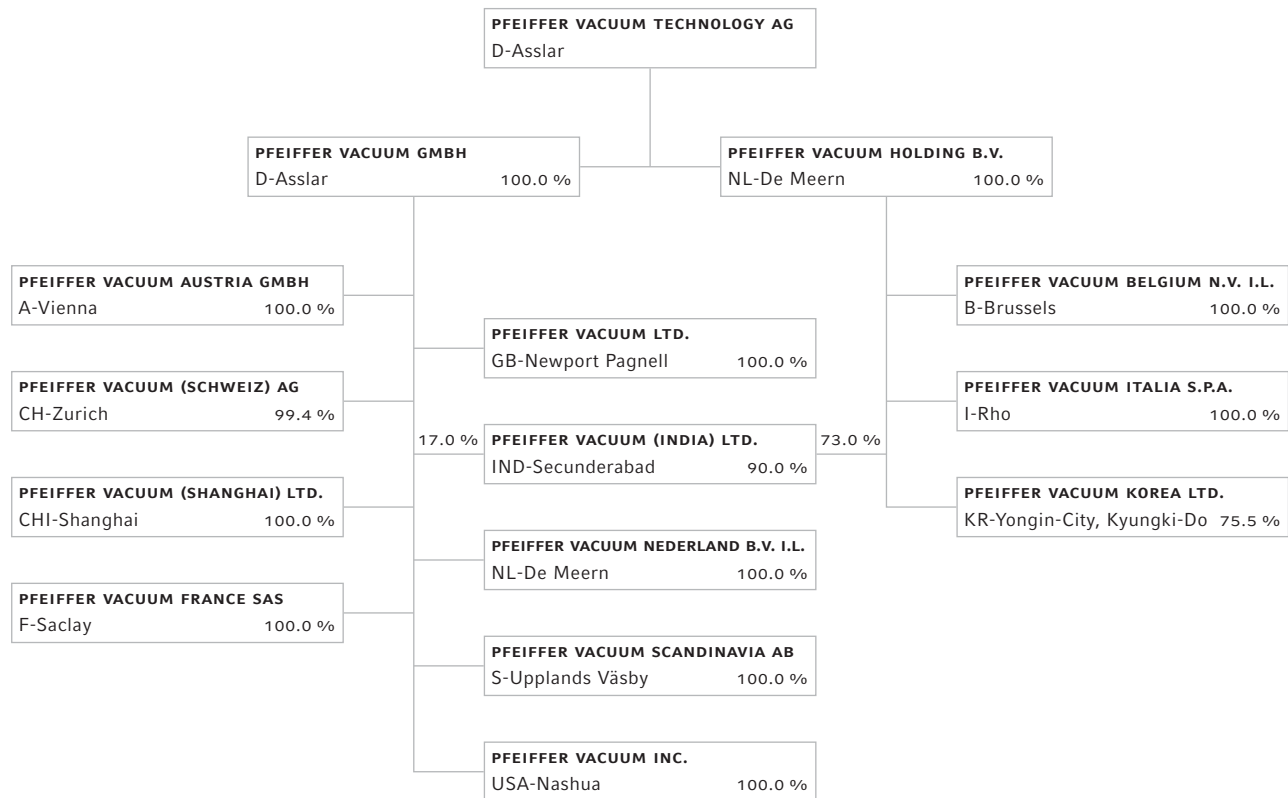 PFEIFFER VACUUM TECHNOLOGY AG
D-Asslar
PFEIFFER VACUUM GMBH
D-Asslar 100.0 %
PFEIFFER VACUUM HOLDING B.V.
NL-De Meern 100.0 %
PFEIFFER VACUUM AUSTRIA GMBH
A-Vienna 100.0 %
PFEIFFER VACUUM (SCHWEIZ) AG
CH-Zurich 99.4 %
PFEIFFER VACUUM (SHANGHAI) LTD.
CHI-Shanghai 100.0 %
PFEIFFER VACUUM FRANCE SAS
F-Saclay 100.0 %
PFEIFFER VACUUM LTD.
GB-Newport Pagnell 100.0 %
17.0 %
PFEIFFER VACUUM (INDIA) LTD.
IND-Secunderabad 90.0 %
73.0 %
PFEIFFER VACUUM NEDERLAND B.V. I.L.
NL-De Meern 100.0 %
PFEIFFER VACUUM SCANDINAVIA AB
S-Upplands Väsby 100.0 %
PFEIFFER VACUUM INC.
USA-Nashua 100.0 %
PFEIFFER VACUUM BELGIUM N.V. I.L.
B-Brussels 100.0 %
PFEIFFER VACUUM ITALIA S.P.A.
I-Rho 100.0 %
PFEIFFER VACUUM KOREA LTD.
KR-Yongin-City, Kyungki-Do 75.5 %